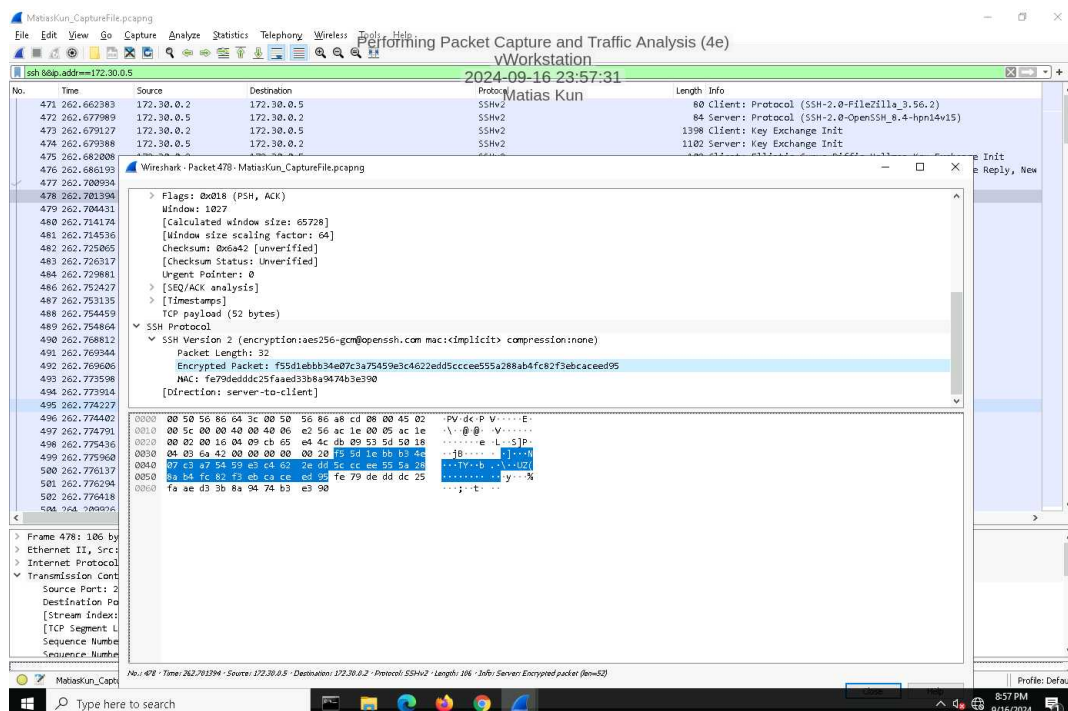 MatiasKun_CaptureFile.pcapng
File Edit View Go Capture Analyze Statistics Telephony Wireless Tools Help
Performing Packet Capture and Traffic Analysis (4e)
vWorkstation
2024-09-16 23:57:31
Matias Kun
ssh &&ip.addr==172.30.0.5
No. Time Source Destination Protocol Length Info
471 262.662383 172.30.0.2 172.30.0.5 SSHv2 80 Client: Protocol (SSH-2.0-FileZilla_3.56.2)
472 262.677989 172.30.0.5 172.30.0.2 SSHv2 84 Server: Protocol (SSH-2.0-OpenSSH_8.4-hpn14v15)
473 262.679127 172.30.0.2 172.30.0.5 SSHv2 1398 Client: Key Exchange Init
474 262.679388 172.30.0.5 172.30.0.2 SSHv2 1102 Server: Key Exchange Init
475 262.682008 e Init
476 262.686193 e Reply, New
477 262.700934
478 262.701394
479 262.704431
480 262.714174
481 262.714536
482 262.725065
483 262.726317
484 262.729881
486 262.752427
487 262.753135
488 262.754459
489 262.754864
490 262.768812
491 262.769344
492 262.769606
493 262.773598
494 262.773914
495 262.774227
496 262.774402
497 262.774791
498 262.775436
499 262.775960
500 262.776137
501 262.776294
502 262.776418
504 264.209926
Wireshark · Packet 478 · MatiasKun_CaptureFile.pcapng
Flags: 0x018 (PSH, ACK)
Window: 1027
[Calculated window size: 65728]
[Window size scaling factor: 64]
Checksum: 0x6a42 [unverified]
[Checksum Status: Unverified]
Urgent Pointer: 0
[SEQ/ACK analysis]
[Timestamps]
TCP payload (52 bytes)
SSH Protocol
SSH Version 2 (encryption:aes256-gcm@openssh.com mac:<implicit> compression:none)
Packet Length: 32
Encrypted Packet: f55d1ebbb34e07c3a75459e3c4622edd5cccee555a288ab4fc82f3ebcaceed95
MAC: fe79dedddc25faaed33b8a9474b3e390
[Direction: server-to-client]
0000 00 50 56 86 64 3c 00 50 56 86 a8 cd 08 00 45 02 ·PV·d<·P V·····E·
0010 00 5c 00 00 40 00 40 06 e2 56 ac 1e 00 05 ac 1e ·\··@·@· ·V······
0020 00 02 00 16 04 09 cb 65 e4 4c db 09 53 5d 50 18 ·······e ·L··S]P·
0030 04 03 6a 42 00 00 00 00 00 20 f5 5d 1e bb b3 4e ··jB···· · ·]···N
0040 07 c3 a7 54 59 e3 c4 62 2e dd 5c cc ee 55 5a 28 ···TY··b .·\··UZ(
0050 8a b4 fc 82 f3 eb ca ce ed 95 fe 79 de dd dc 25 ········ ···y···%
0060 fa ae d3 3b 8a 94 74 b3 e3 90 ···;··t· ··
Frame 478: 106 by
Ethernet II, Src:
Internet Protocol
Transmission Cont
Source Port: 2
Destination Po
[Stream index:
[TCP Segment L
Sequence Numbe
Sequence Numbe
No.: 478 · Time: 262.701394 · Source: 172.30.0.5 · Destination: 172.30.0.2 · Protocol: SSHv2 · Length: 106 · Info: Server: Encrypted packet (len=52)
Close Help
MatiasKun_Captu Profile: Defau
Type here to search
8:57 PM
9/16/2024